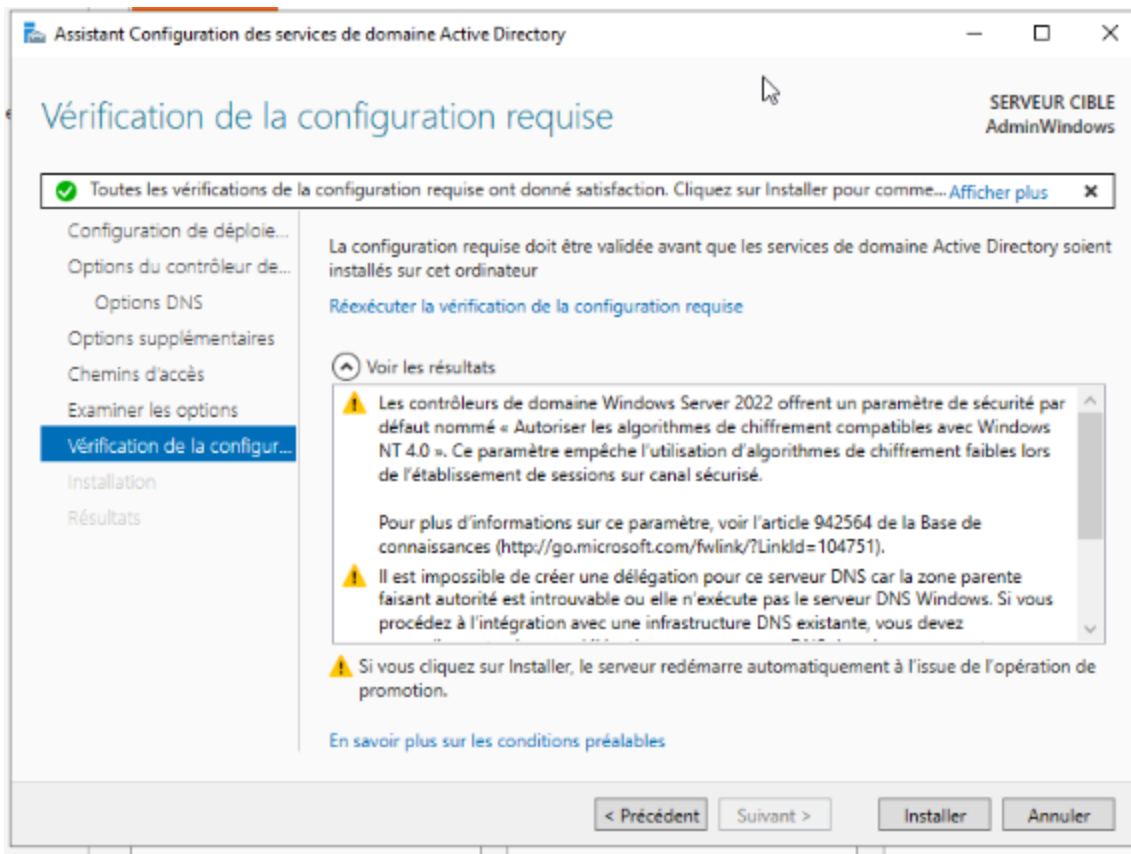 Assistant Configuration des services de domaine Active Directory
Vérification de la configuration requise
SERVEUR CIBLE
AdminWindows
Toutes les vérifications de la configuration requise ont donné satisfaction. Cliquez sur Installer pour comme... Afficher plus
Configuration de déploie...
Options du contrôleur de...
Options DNS
Options supplémentaires
Chemins d'accès
Examiner les options
Vérification de la configur...
Installation
Résultats
La configuration requise doit être validée avant que les services de domaine Active Directory soient
installés sur cet ordinateur
Réexécuter la vérification de la configuration requise
Voir les résultats
Les contrôleurs de domaine Windows Server 2022 offrent un paramètre de sécurité par
défaut nommé « Autoriser les algorithmes de chiffrement compatibles avec Windows
NT 4.0 ». Ce paramètre empêche l'utilisation d'algorithmes de chiffrement faibles lors
de l'établissement de sessions sur canal sécurisé.
Pour plus d'informations sur ce paramètre, voir l'article 942564 de la Base de
connaissances (http://go.microsoft.com/fwlink/?LinkId=104751).
Il est impossible de créer une délégation pour ce serveur DNS car la zone parente
faisant autorité est introuvable ou elle n'exécute pas le serveur DNS Windows. Si vous
procédez à l'intégration avec une infrastructure DNS existante, vous devez
Si vous cliquez sur Installer, le serveur redémarre automatiquement à l'issue de l'opération de
promotion.
En savoir plus sur les conditions préalables
< Précédent
Suivant >
Installer
Annuler